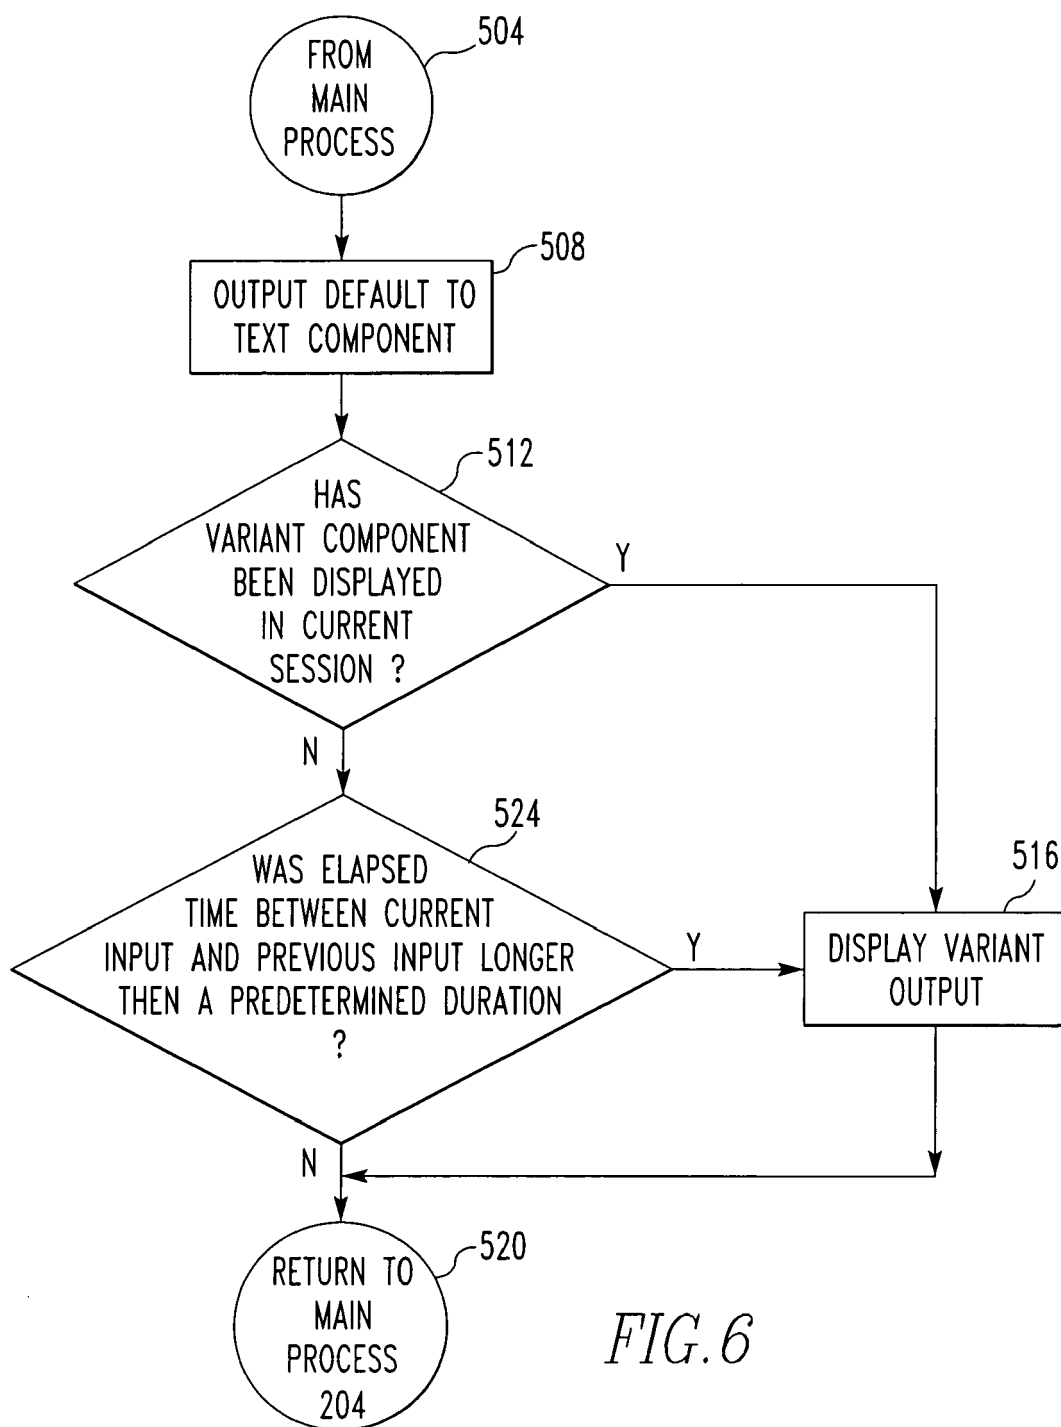 504
FROM
MAIN
PROCESS
508
OUTPUT DEFAULT TO
TEXT COMPONENT
512
HAS
VARIANT COMPONENT
BEEN DISPLAYED
IN CURRENT
SESSION ?
Y
N
524
WAS ELAPSED
TIME BETWEEN CURRENT
INPUT AND PREVIOUS INPUT LONGER
THEN A PREDETERMINED DURATION
?
Y
516
DISPLAY VARIANT
OUTPUT
N
520
RETURN TO
MAIN
PROCESS
204
FIG.6